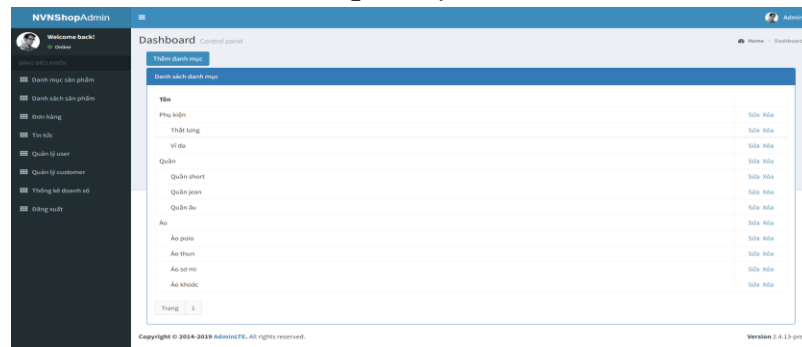 NVNShopAdmin
Admin
Welcome back!
Online
BẢNG ĐIỀU KHIỂN
Danh mục sản phẩm
Danh sách sản phẩm
Đơn hàng
Tin tức
Quản lý user
Quản lý customer
Thống kê doanh số
Đăng xuất
Dashboard Control panel
Home > Dashboard
Thêm danh mục
Danh sách danh mục
Tên
Phụ kiện Sửa Xóa
Thắt lưng Sửa Xóa
Ví da Sửa Xóa
Quần Sửa Xóa
Quần short Sửa Xóa
Quần jean Sửa Xóa
Quần âu Sửa Xóa
Áo Sửa Xóa
Áo polo Sửa Xóa
Áo thun Sửa Xóa
Áo sơ mi Sửa Xóa
Áo khoác Sửa Xóa
Trang 1
Copyright © 2014-2019 AdminLTE. All rights reserved.
Version 2.4.13-pre